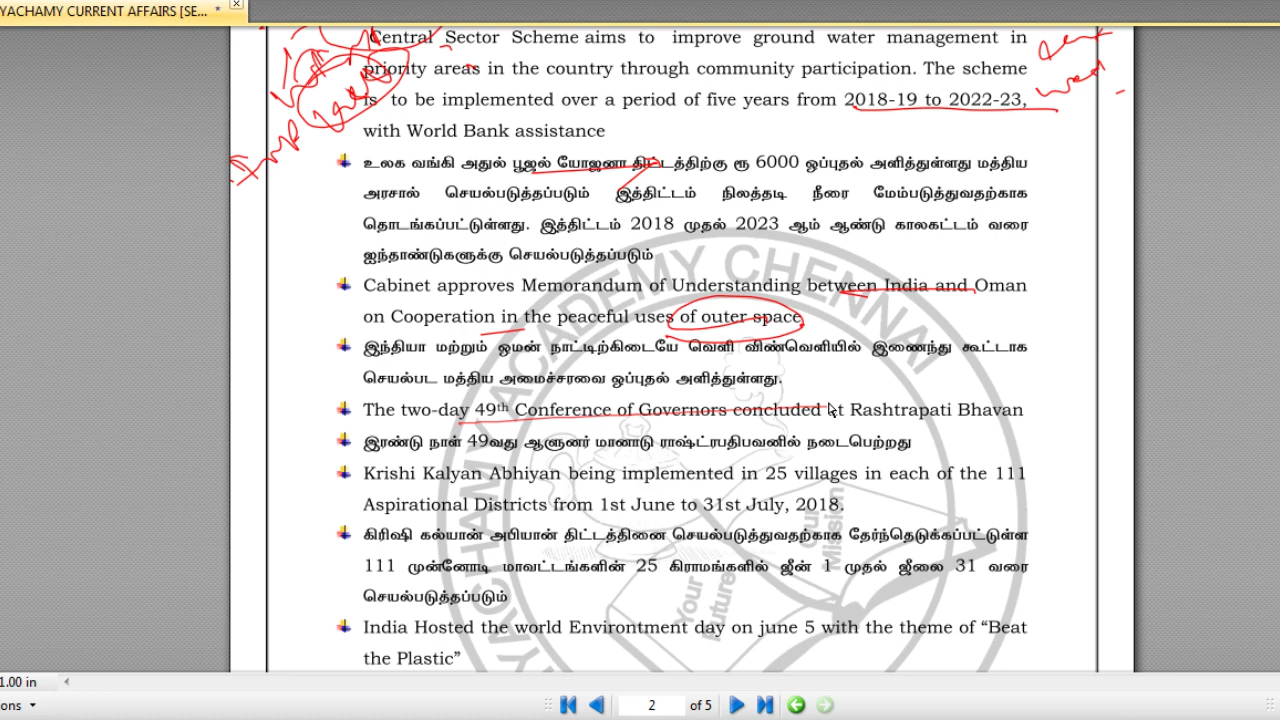 YACHAMY CURRENT AFFAIRS [SE... *
Central Sector Scheme aims to improve ground water management in
priority areas in the country through community participation. The scheme
is to be implemented over a period of five years from 2018-19 to 2022-23,
with World Bank assistance
உலக வங்கி அதுல் பூஜல் யோஜனா திட்டத்திற்கு ரூ 6000 ஒப்புதல் அளித்துள்ளது மத்திய
அரசால் செயல்படுத்தப்படும் இத்திட்டம் நிலத்தடி நீரை மேம்படுத்துவதற்காக
தொடங்கப்பட்டுள்ளது. இத்திட்டம் 2018 முதல் 2023 ஆம் ஆண்டு காலகட்டம் வரை
ஐந்தாண்டுகளுக்கு செயல்படுத்தப்படும்
Cabinet approves Memorandum of Understanding between India and Oman
on Cooperation in the peaceful uses of outer space
இந்தியா மற்றும் ஓமன் நாட்டிற்கிடையே வெளி விண்வெளியில் இணைந்து கூட்டாக
செயல்பட மத்திய அமைச்சரவை ஒப்புதல் அளித்துள்ளது.
The two-day 49th Conference of Governors concluded at Rashtrapati Bhavan
இரண்டு நாள் 49வது ஆளுனர் மானாடு ராஷ்ட்ரபதிபவனில் நடைபெற்றது
Krishi Kalyan Abhiyan being implemented in 25 villages in each of the 111
Aspirational Districts from 1st June to 31st July, 2018.
கிரிஷி கல்யான் அபியான் திட்டத்தினை செயல்படுத்துவதற்காக தேர்ந்தெடுக்கப்பட்டுள்ள
111 முன்னோடி மாவட்டங்களின் 25 கிராமங்களில் ஜீன் 1 முதல் ஜீலை 31 வரை
செயல்படுத்தப்படும்
India Hosted the world Environtment day on june 5 with the theme of “Beat
the Plastic”
YACHAMY ACADEMY CHENNAI
Your Future
Our Mission
1.00 in
ons
2 of 5